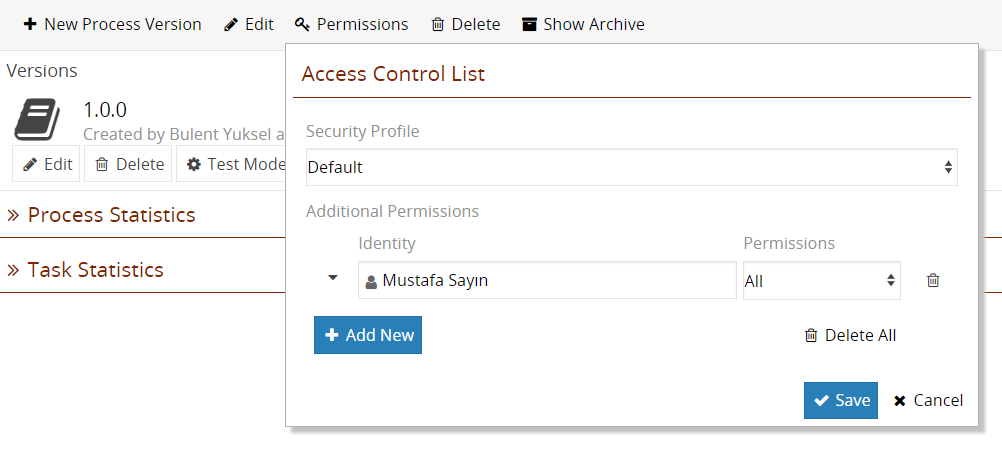 New Process Version Edit Permissions Delete Show Archive
Versions
1.0.0
Created by Bulent Yuksel a
Edit Delete Test Mode
Process Statistics
Task Statistics
Access Control List
Security Profile
Default
Additional Permissions
Identity Permissions
Mustafa Sayın All
Add New Delete All
Save Cancel